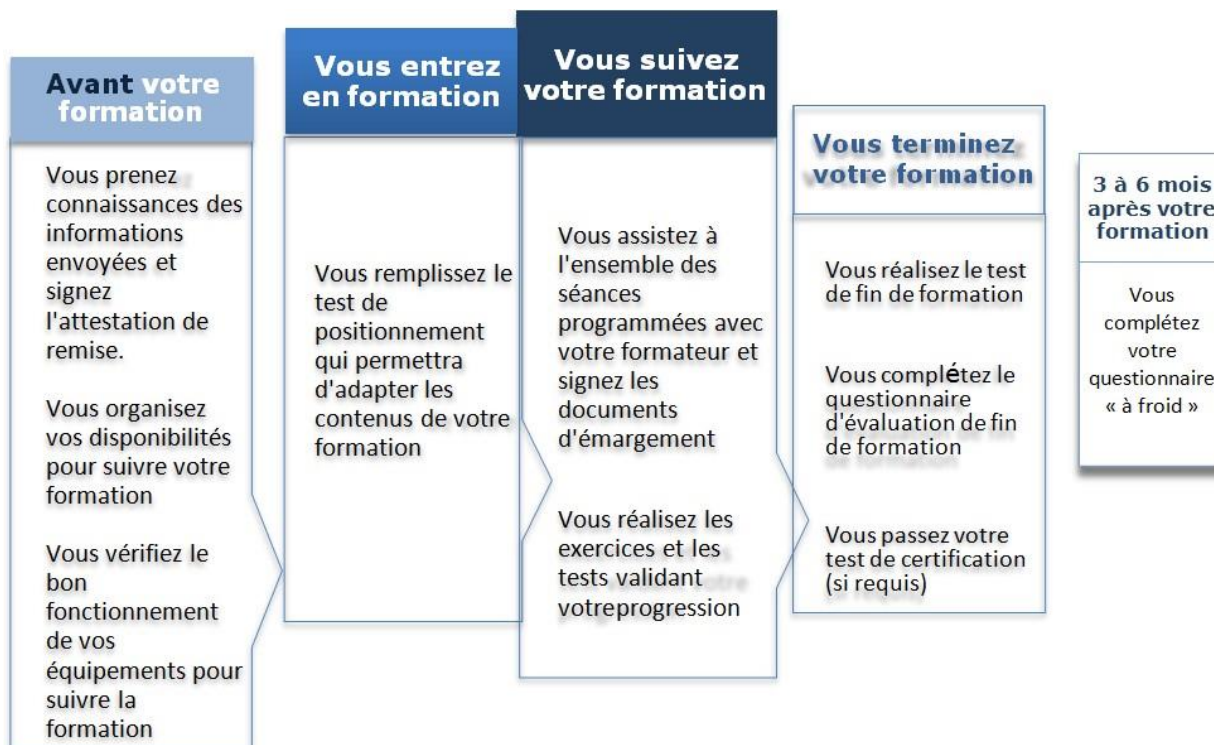 Avant votre
formation
Vous prenez
connaissances des
informations
envoyées et
signez
l'attestation de
remise.
Vous organisez
vos disponibilités
pour suivre votre
formation
Vous vérifiez le
bon
fonctionnement
de vos
équipements pour
suivre la
formation
Vous entrez
en formation
Vous remplissez le
test de
positionnement
qui permettra
d'adapter les
contenus de votre
formation
Vous suivez
votre formation
Vous assistez à
l'ensemble des
séances
programmées avec
votre formateur et
signez les
documents
d'émargement
Vous réalisez les
exercices et les
tests validant
votreprogression
Vous terminez
votre formation
Vous réalisez le test
de fin de formation
Vous complétez le
questionnaire
d'évaluation de fin
de formation
Vous passez votre
test de certification
(si requis)
3 à 6 mois
après votre
formation
Vous
complétez
votre
questionnaire
« à froid »